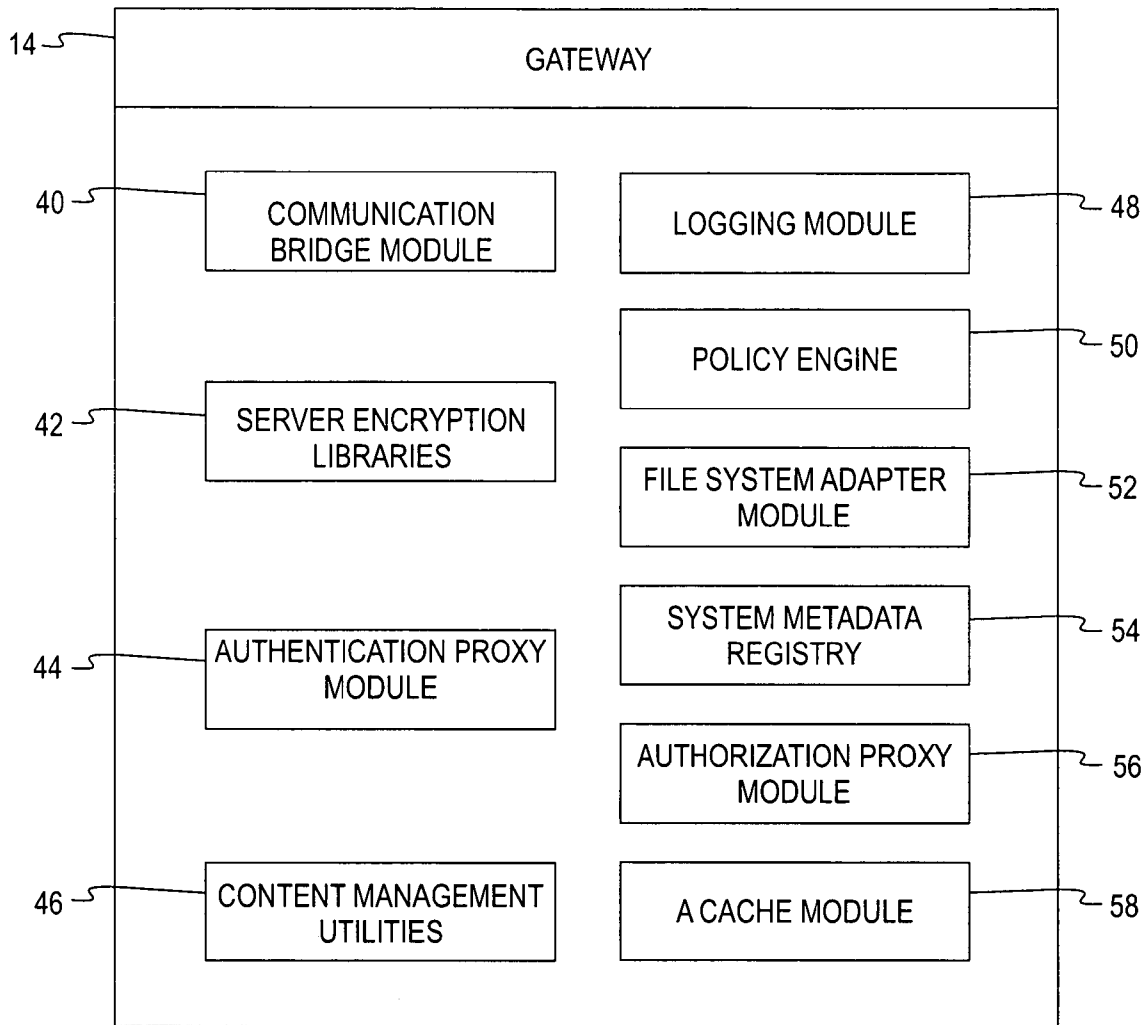 14
GATEWAY
40
COMMUNICATION
BRIDGE MODULE
42
SERVER ENCRYPTION
LIBRARIES
44
AUTHENTICATION PROXY
MODULE
46
CONTENT MANAGEMENT
UTILITIES
LOGGING MODULE
48
POLICY ENGINE
50
FILE SYSTEM ADAPTER
MODULE
52
SYSTEM METADATA
REGISTRY
54
AUTHORIZATION PROXY
MODULE
56
A CACHE MODULE
58